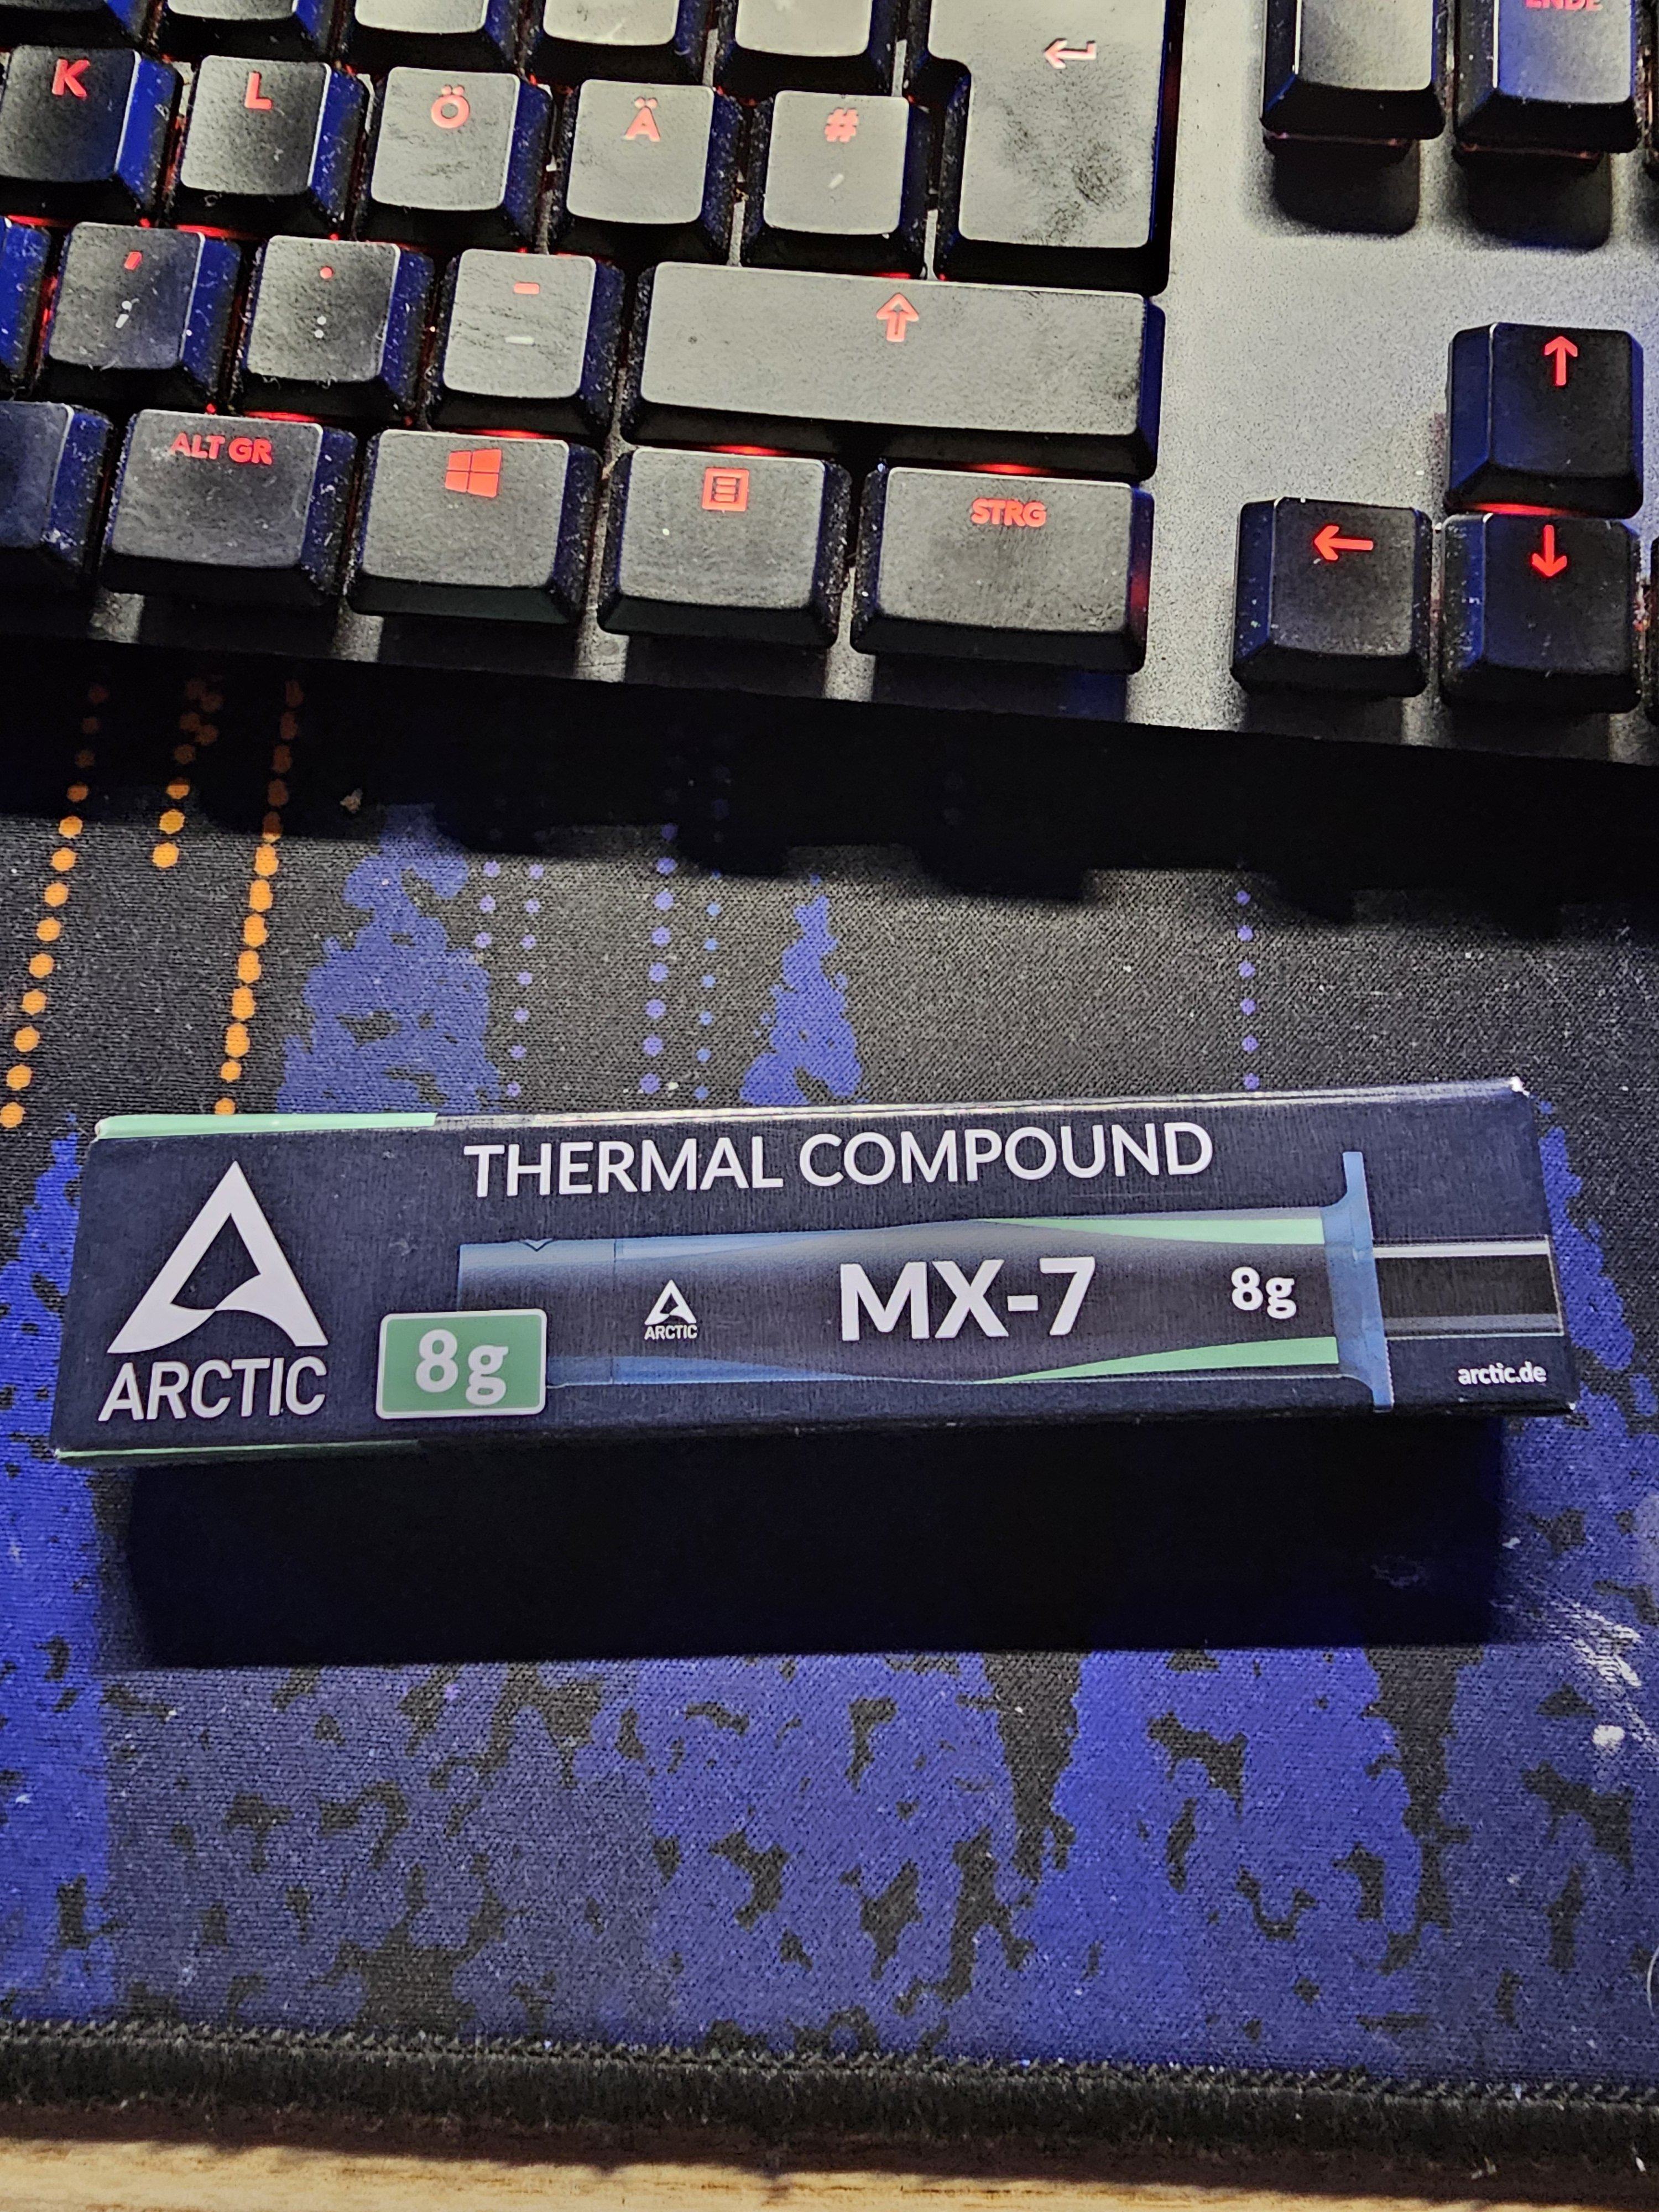 ENDE
K L Ö Ä #
; , : . _ -
ALT GR STRG
THERMAL COMPOUND
ARCTIC
8g
ARCTIC
MX-7
8g
arctic.de